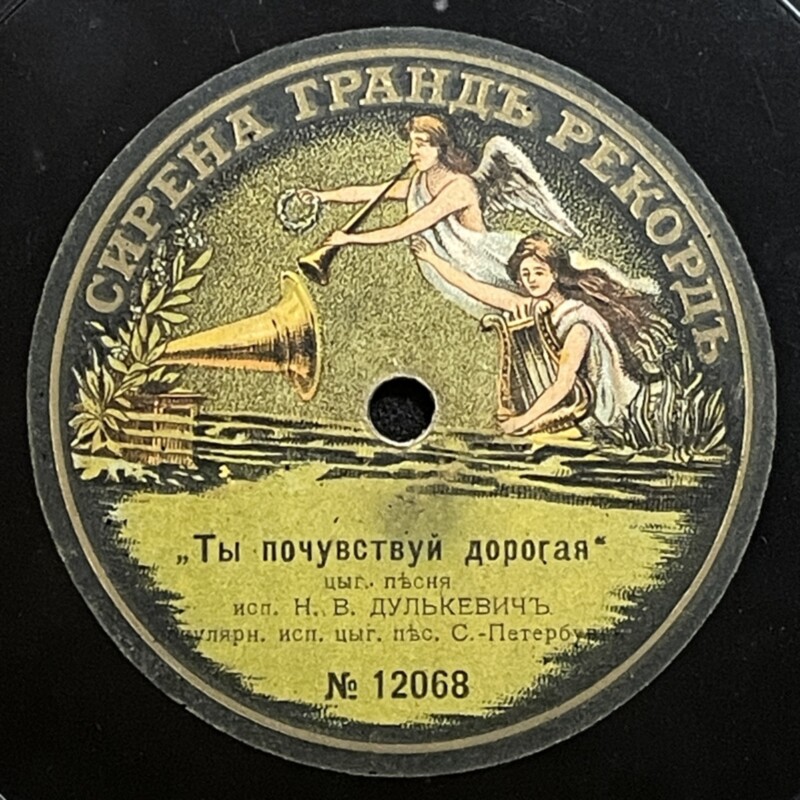 СИРЕНА ГРАНДЪ РЕКОРДЪ
„Ты почувствуй дорогая“
цыг. пѣсня
исп. Н. В. ДУЛЬКЕВИЧЪ
исп. цыг. пѣс. С.-Петербу
№ 12068